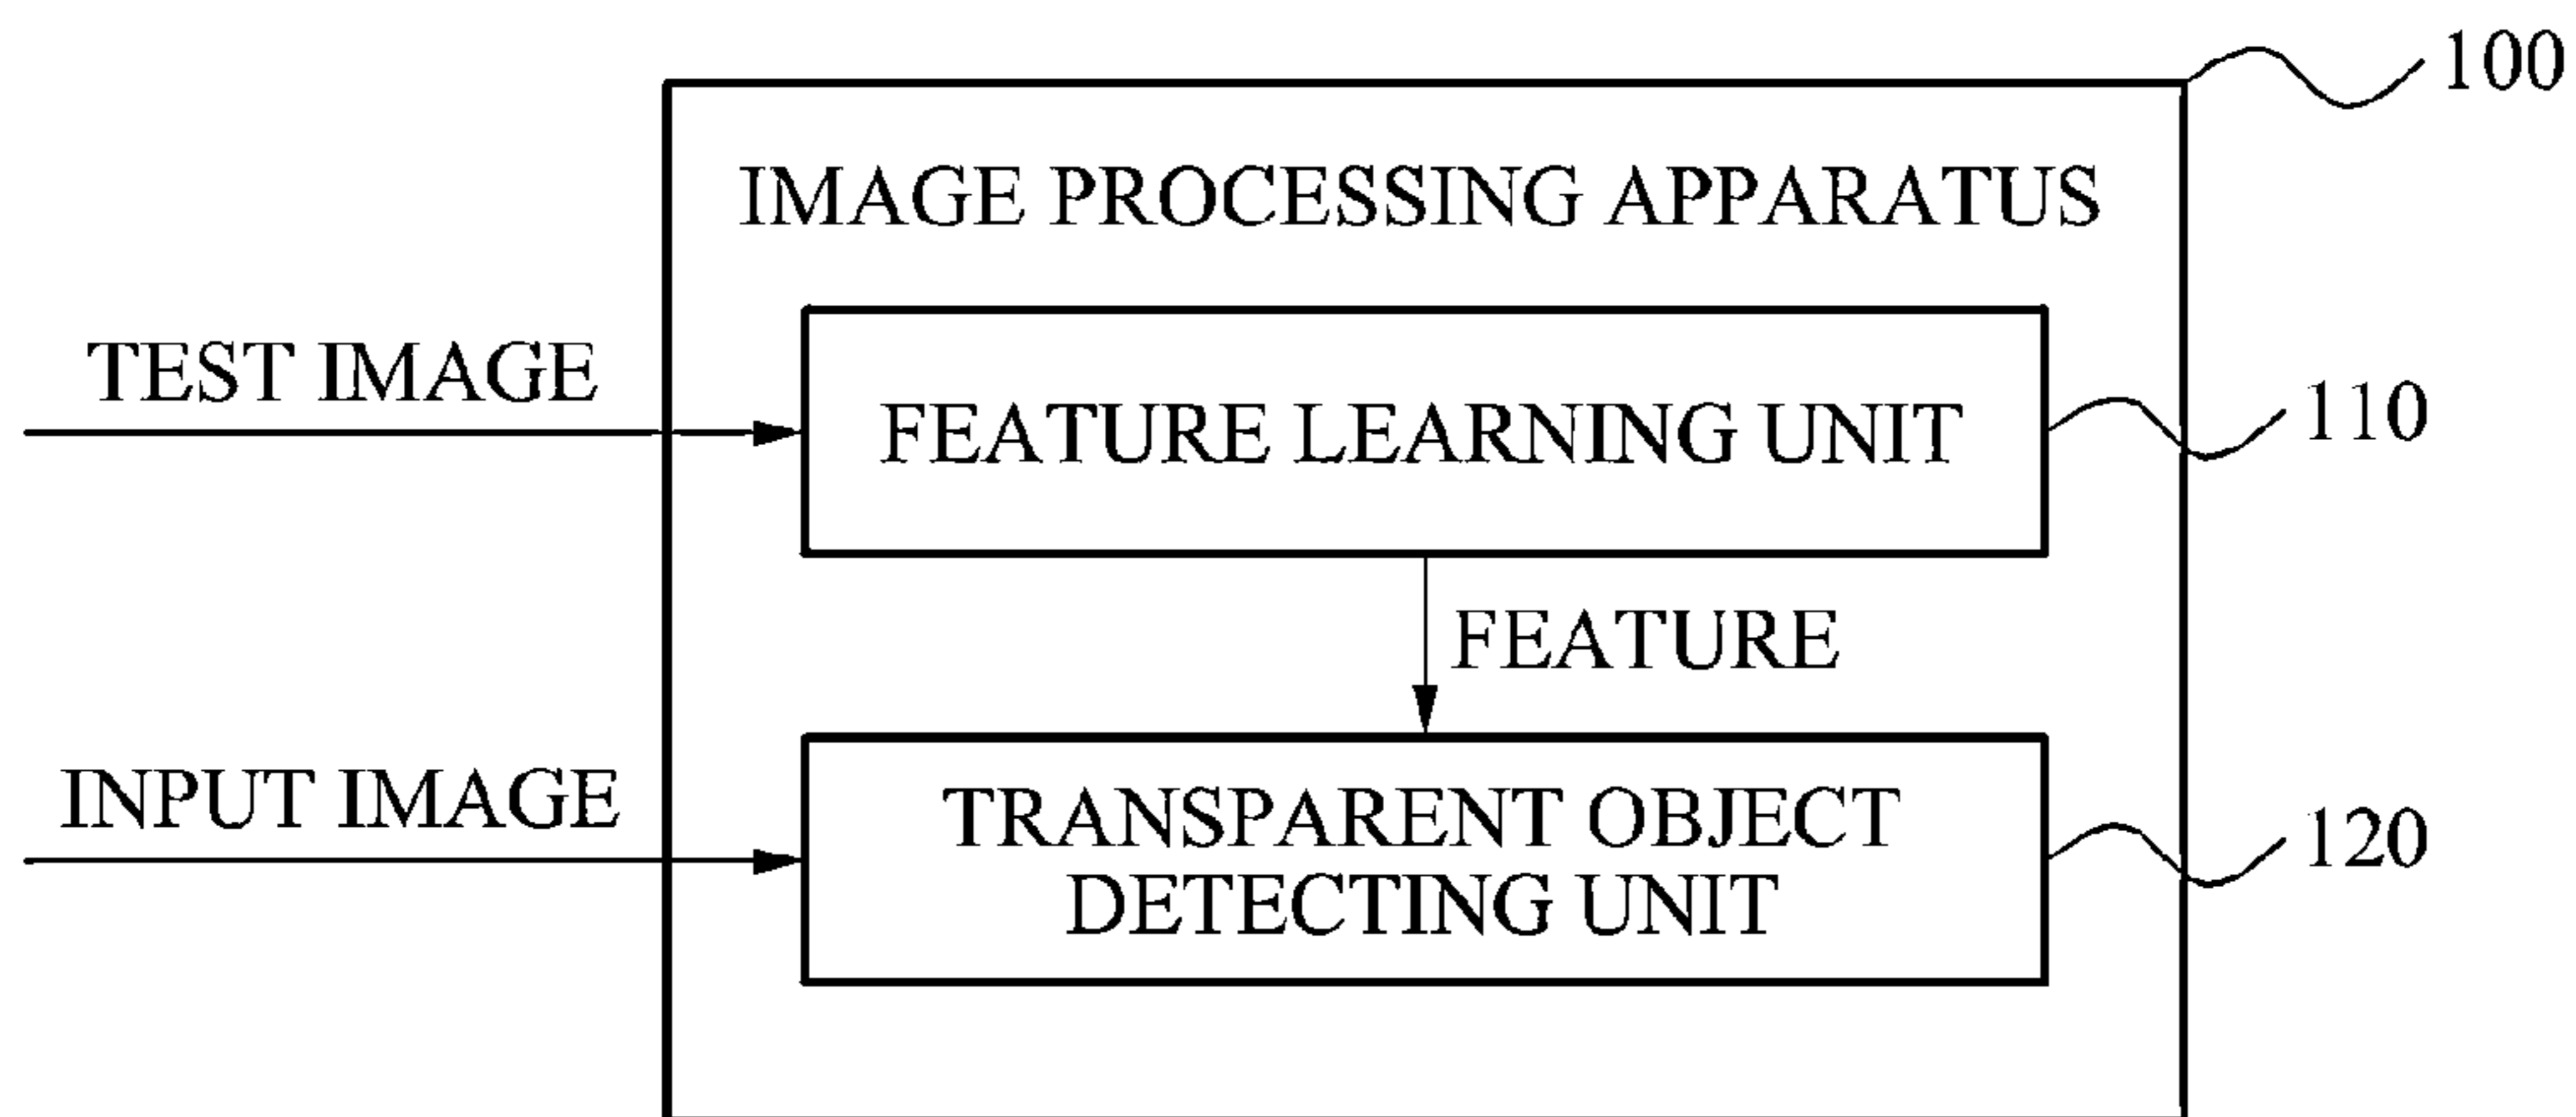 100
IMAGE PROCESSING APPARATUS
TEST IMAGE
FEATURE LEARNING UNIT
110
FEATURE
INPUT IMAGE
TRANSPARENT OBJECT
DETECTING UNIT
120